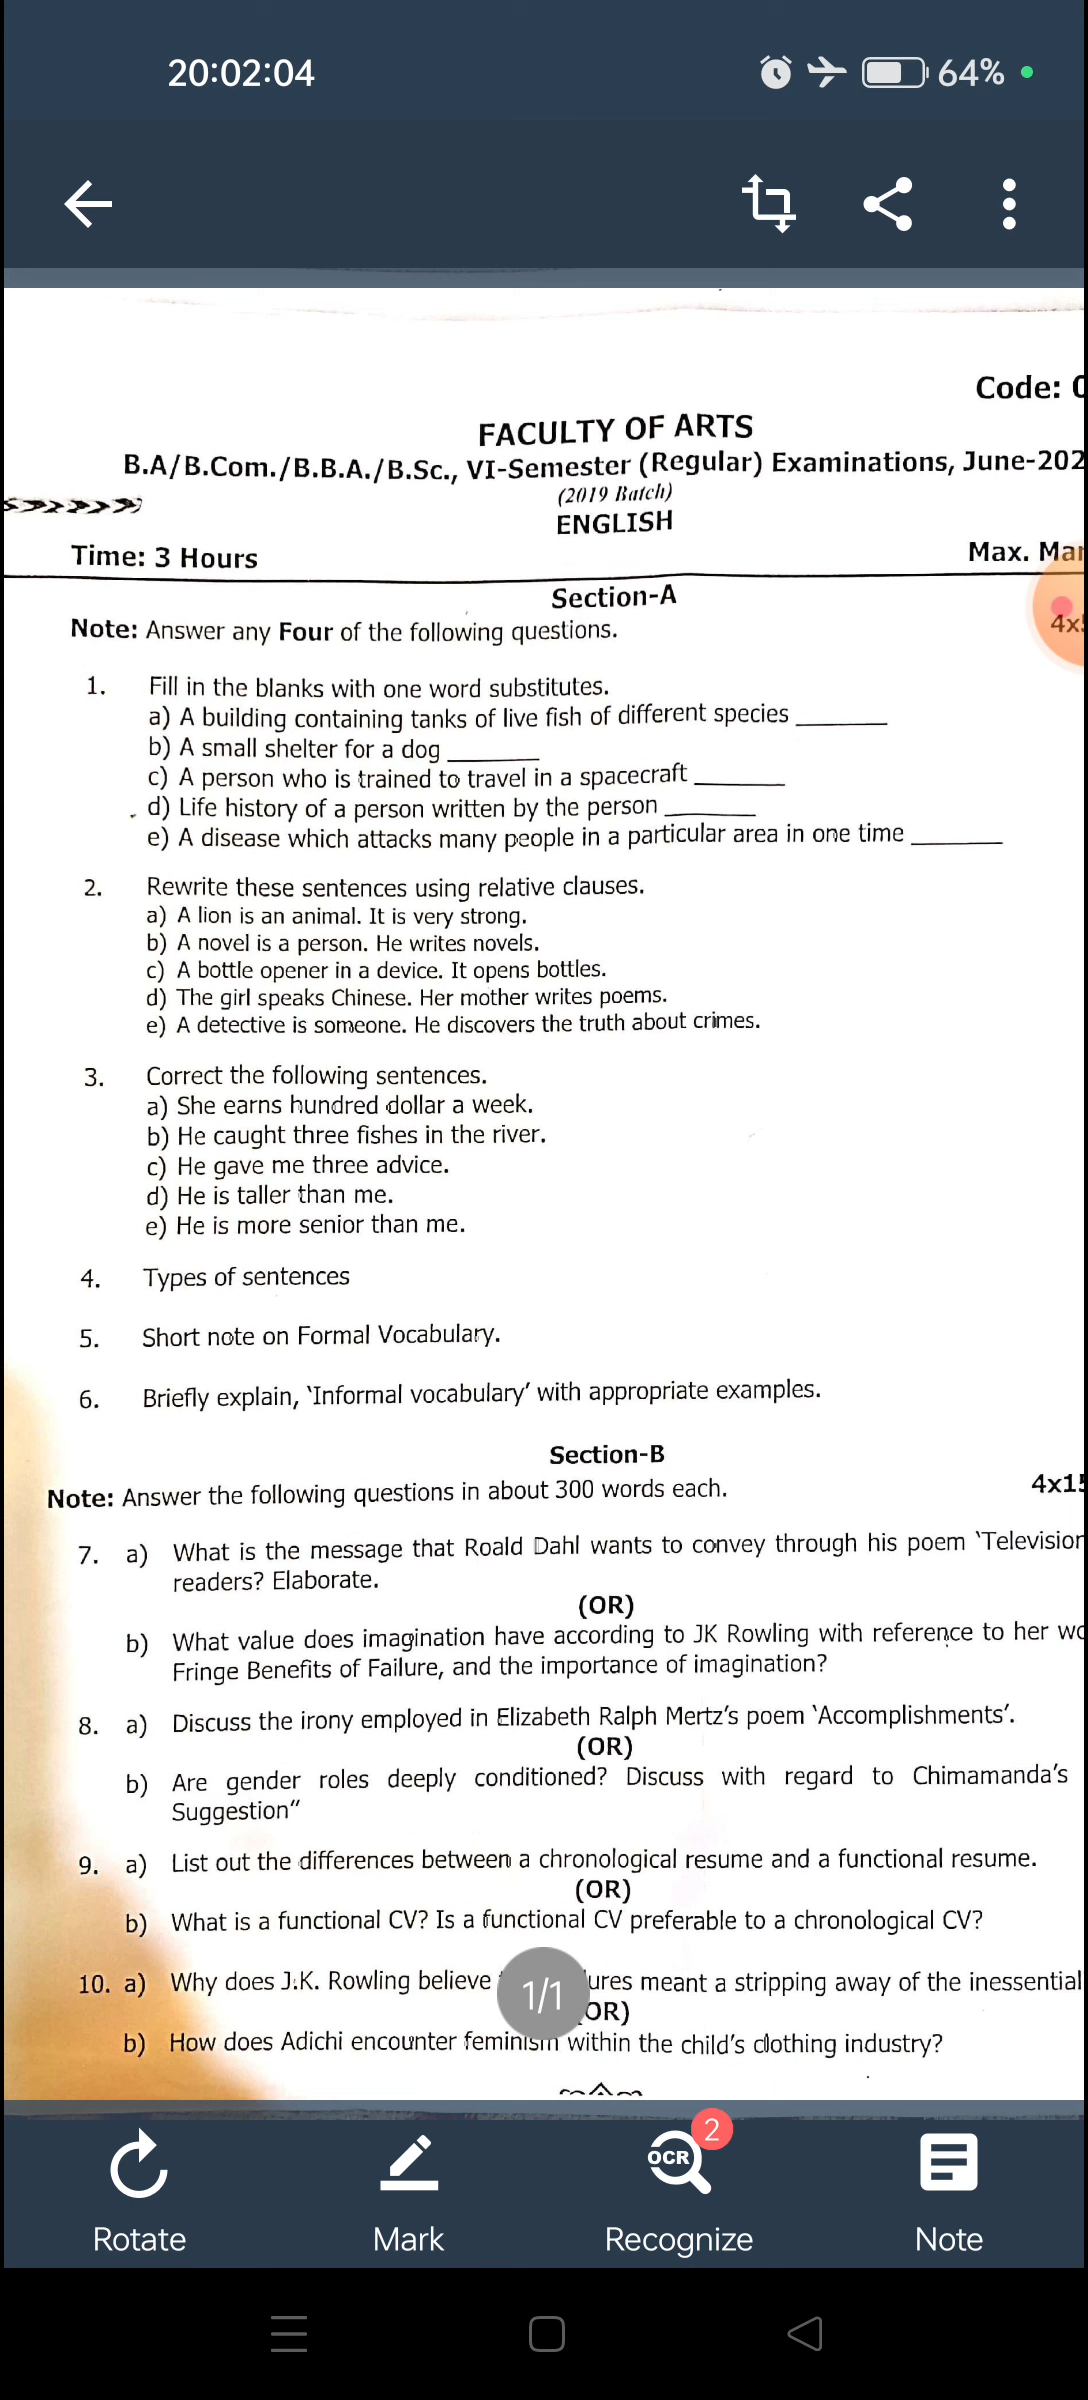 20:02:04
64%
Code:
FACULTY OF ARTS
B.A/B.Com./B.B.A./B.Sc., VI-Semester (Regular) Examinations, June-202
(2019 Batch)
ENGLISH
Time: 3 Hours
Max. Mar
Section-A
Note: Answer any Four of the following questions.
4x
1. Fill in the blanks with one word substitutes.
a) A building containing tanks of live fish of different species ______
b) A small shelter for a dog ______
c) A person who is trained to travel in a spacecraft ______
d) Life history of a person written by the person ______
e) A disease which attacks many people in a particular area in one time ______
2. Rewrite these sentences using relative clauses.
a) A lion is an animal. It is very strong.
b) A novel is a person. He writes novels.
c) A bottle opener in a device. It opens bottles.
d) The girl speaks Chinese. Her mother writes poems.
e) A detective is someone. He discovers the truth about crimes.
3. Correct the following sentences.
a) She earns hundred dollar a week.
b) He caught three fishes in the river.
c) He gave me three advice.
d) He is taller than me.
e) He is more senior than me.
4. Types of sentences
5. Short note on Formal Vocabulary.
6. Briefly explain, ‘Informal vocabulary’ with appropriate examples.
Section-B
Note: Answer the following questions in about 300 words each.
4x15
7. a) What is the message that Roald Dahl wants to convey through his poem ‘Television
readers? Elaborate.
(OR)
b) What value does imagination have according to JK Rowling with reference to her wo
Fringe Benefits of Failure, and the importance of imagination?
8. a) Discuss the irony employed in Elizabeth Ralph Mertz’s poem ‘Accomplishments’.
(OR)
b) Are gender roles deeply conditioned? Discuss with regard to Chimamanda’s
Suggestion”
9. a) List out the differences between a chronological resume and a functional resume.
(OR)
b) What is a functional CV? Is a functional CV preferable to a chronological CV?
10. a) Why does J.K. Rowling believe ures meant a stripping away of the inessential
OR)
1/1
b) How does Adichi encounter feminism within the child’s clothing industry?
2
OCR
Rotate
Mark
Recognize
Note